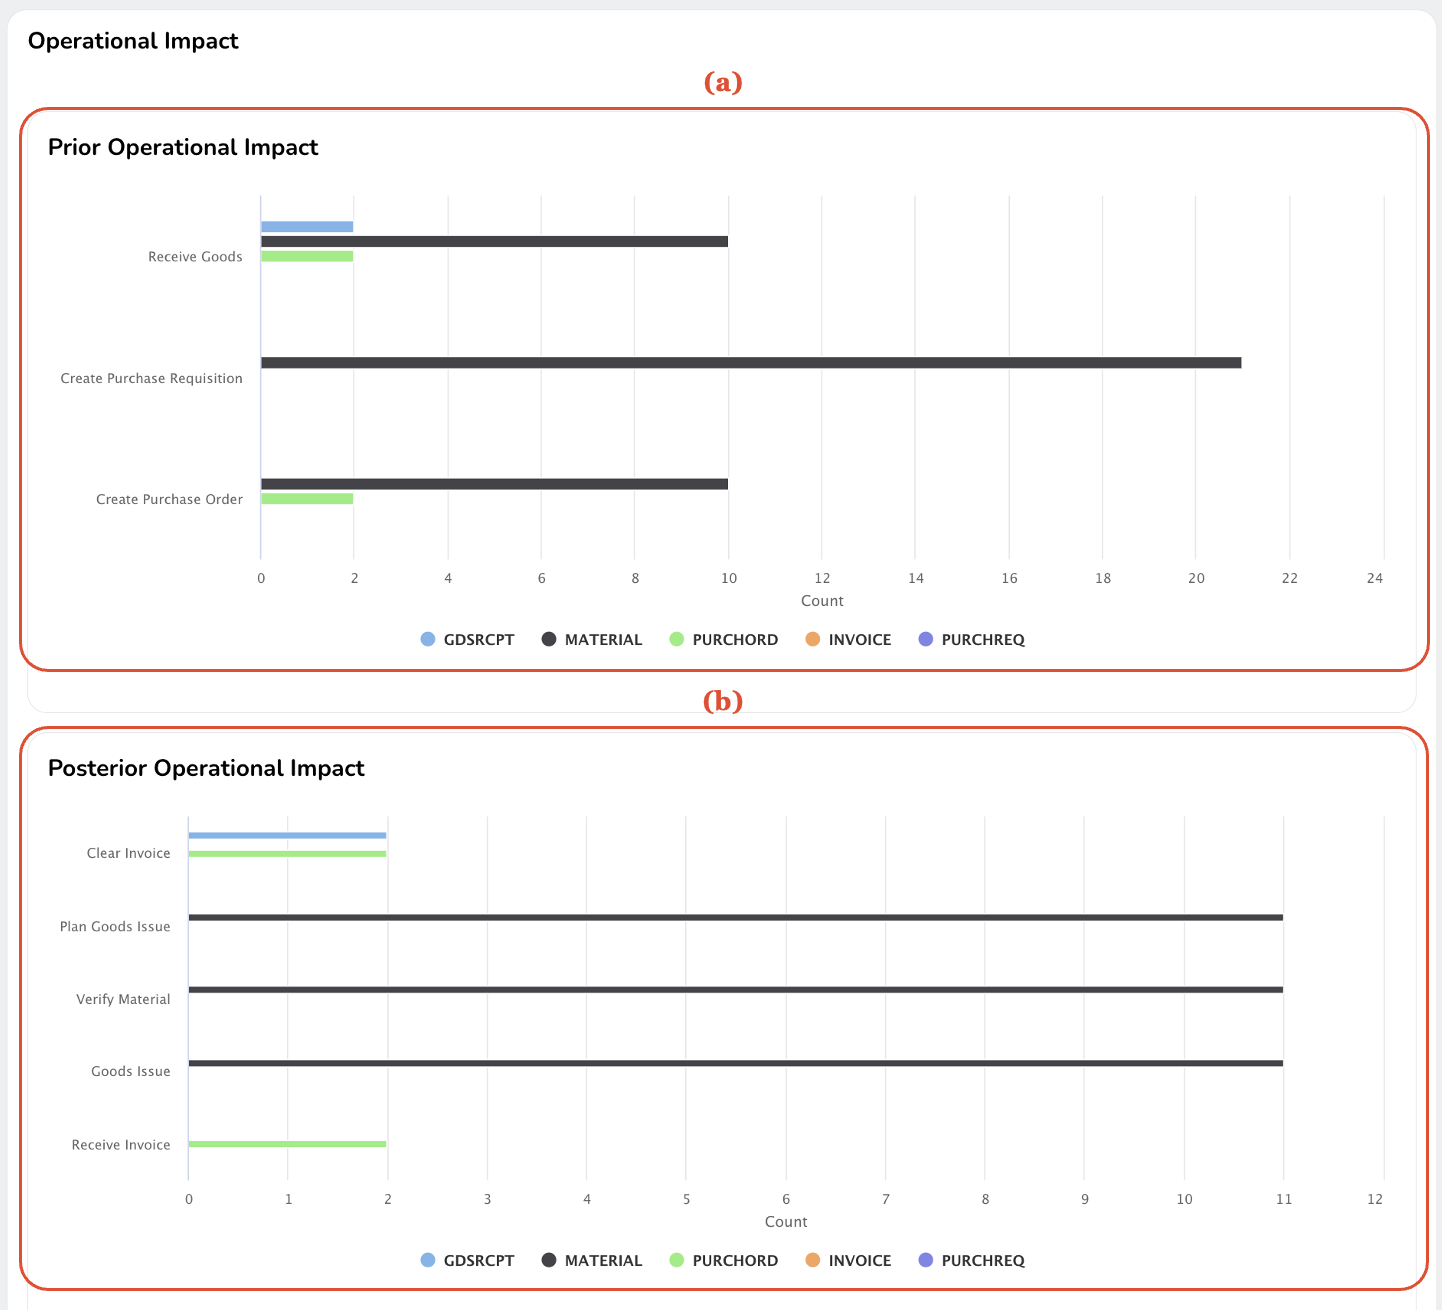 Operational Impact
(a)
Prior Operational Impact
Receive Goods
Create Purchase Requisition
Create Purchase Order
0 2 4 6 8 10 12 14 16 18 20 22 24
Count
GDSRCPT MATERIAL PURCHORD INVOICE PURCHREQ
(b)
Posterior Operational Impact
Clear Invoice
Plan Goods Issue
Verify Material
Goods Issue
Receive Invoice
0 1 2 3 4 5 6 7 8 9 10 11 12
Count
GDSRCPT MATERIAL PURCHORD INVOICE PURCHREQ